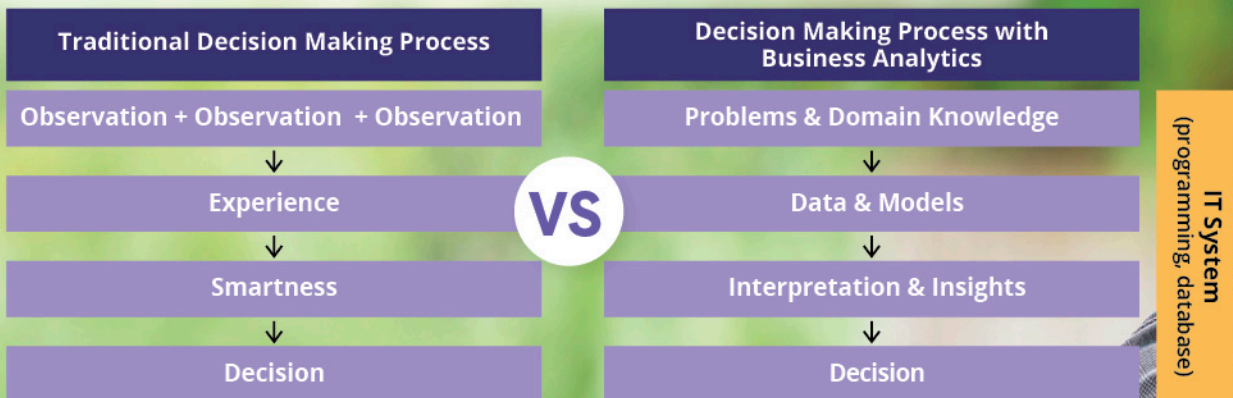 Traditional Decision Making Process
Observation + Observation + Observation
Experience
Smartness
Decision
VS
Decision Making Process with
Business Analytics
Problems & Domain Knowledge
Data & Models
Interpretation & Insights
Decision
IT System
(programming, database)